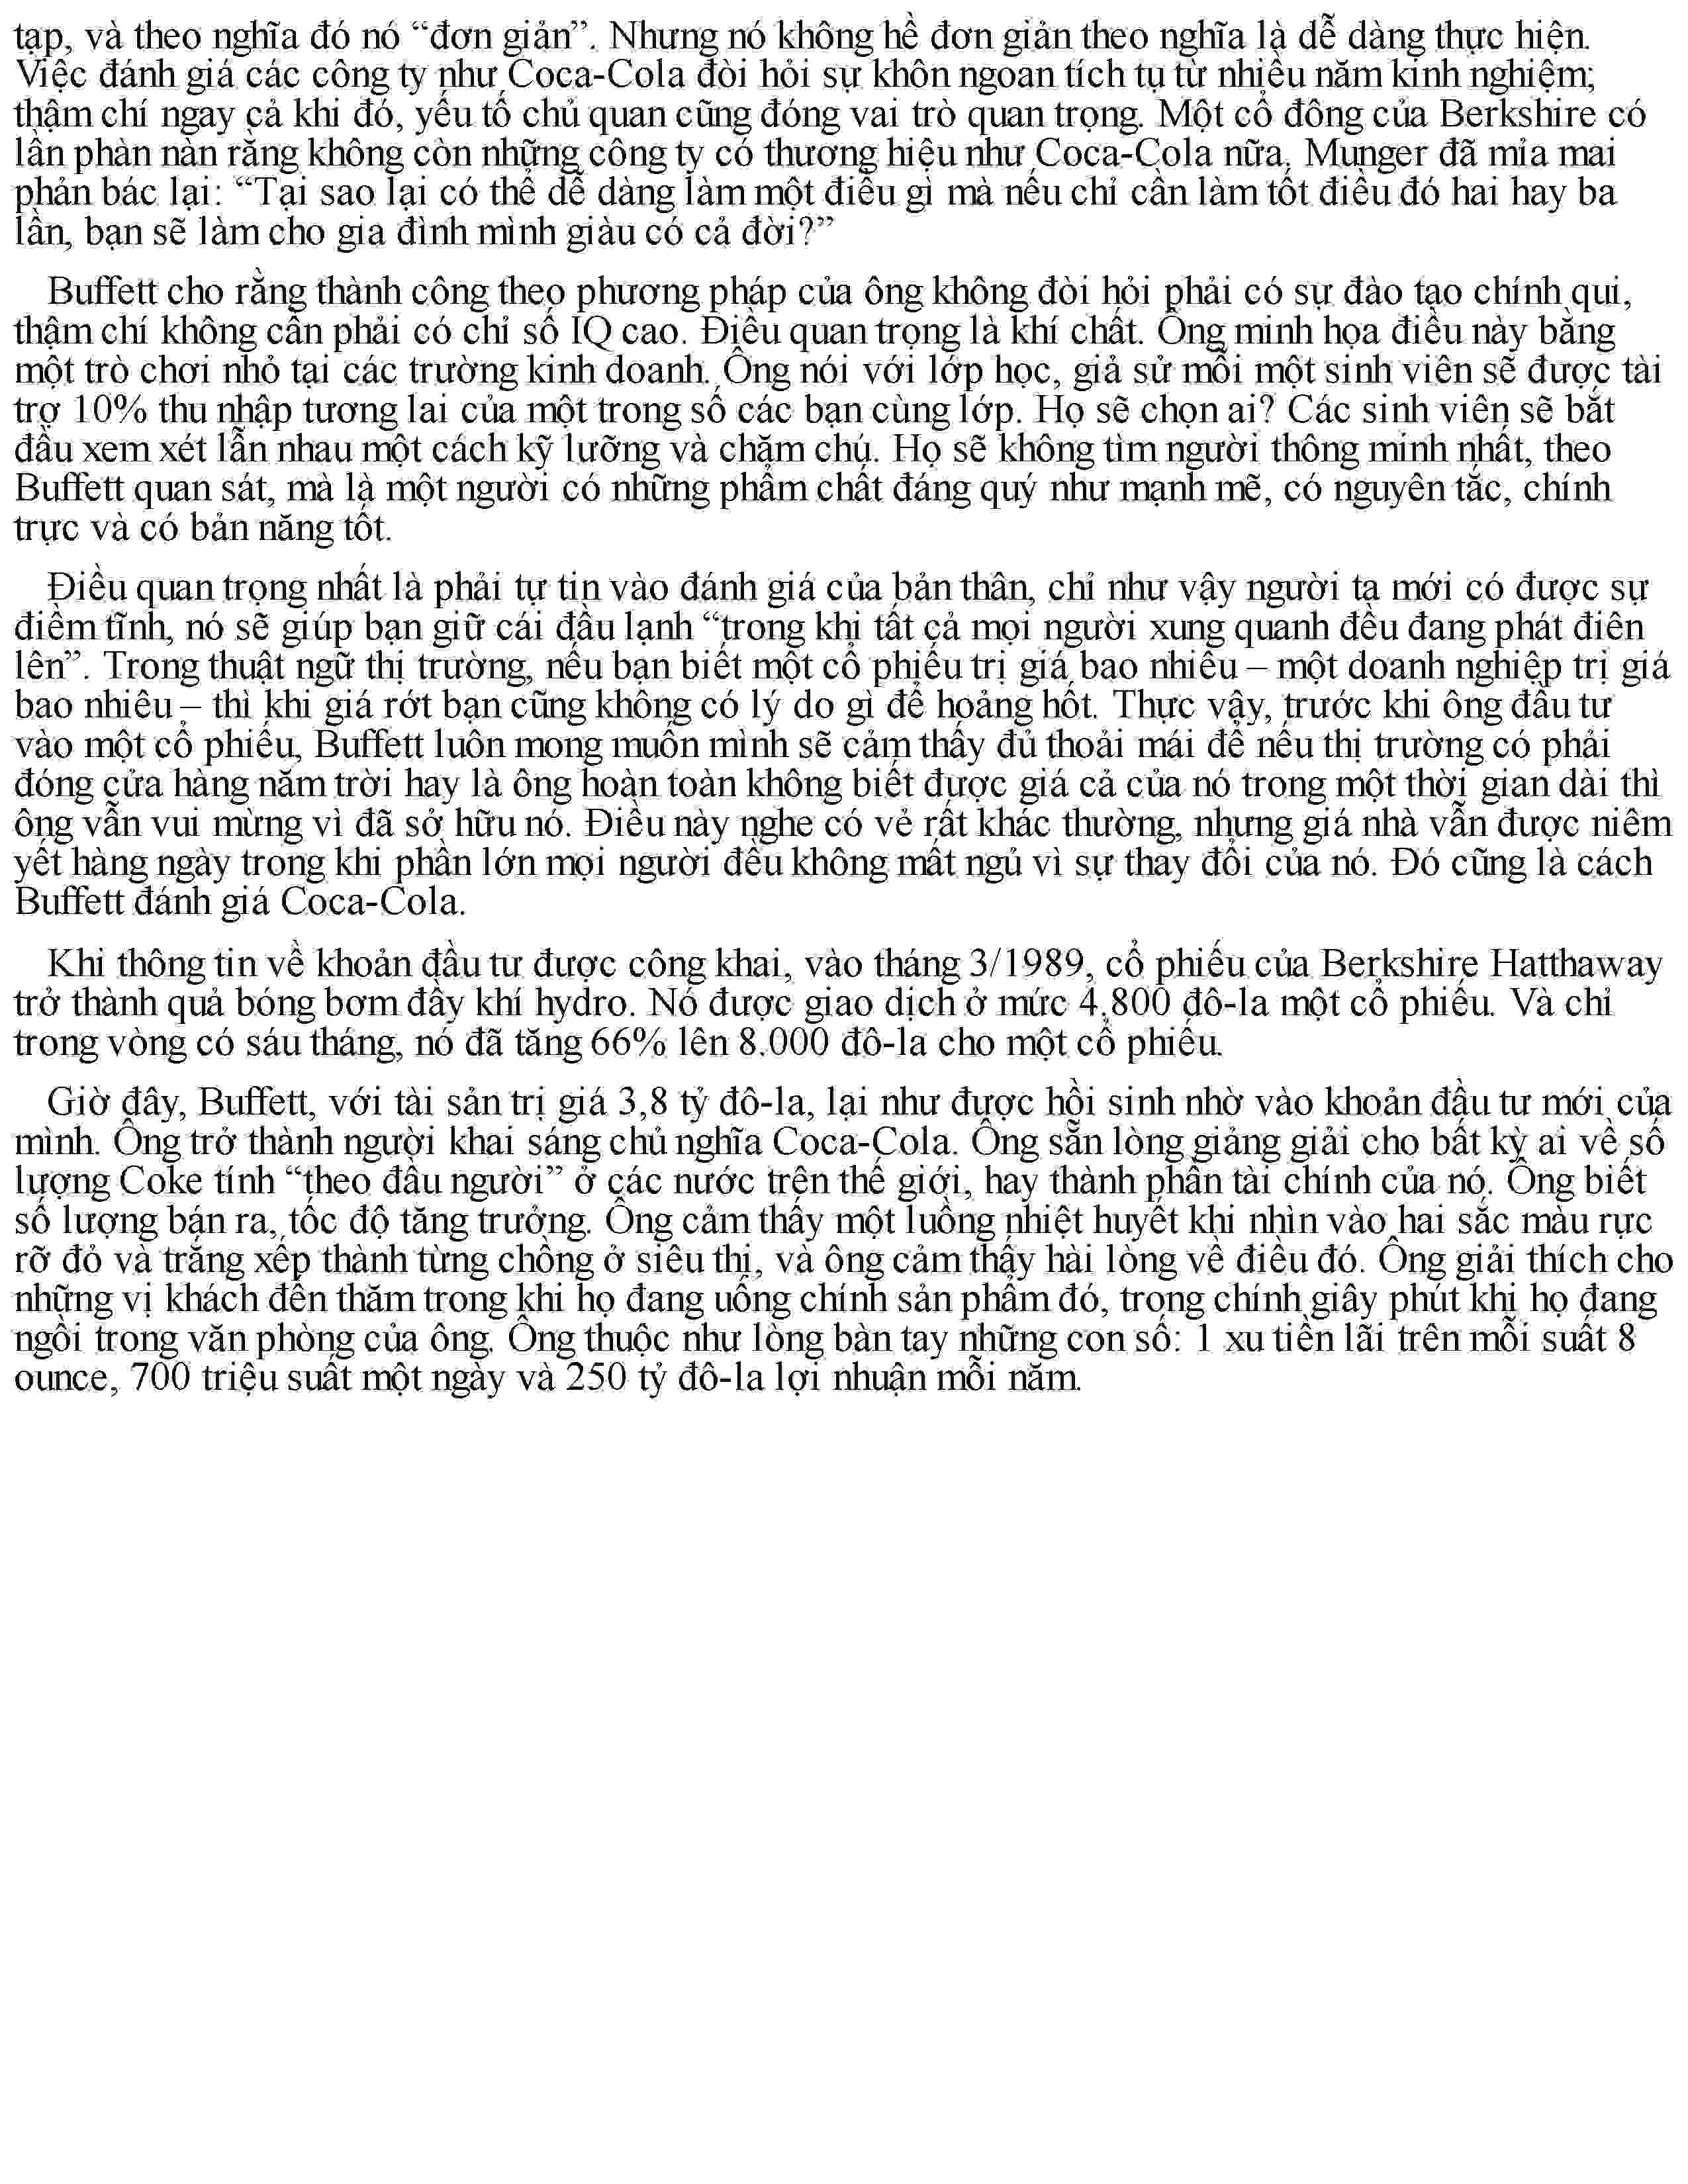 tạp, và theo nghĩa đó nó “đơn giản”. Nhưng nó không hề đơn giản theo nghĩa là dễ dàng thực hiện.
Việc đánh giá các công ty như Coca-Cola đòi hỏi sự khôn ngoan tích tụ từ nhiều năm kinh nghiệm;
thậm chí ngay cả khi đó, yếu tố chủ quan cũng đóng vai trò quan trọng. Một cổ đông của Berkshire có
lần phàn nàn rằng không còn những công ty có thương hiệu như Coca-Cola nữa. Munger đã mỉa mai
phản bác lại: “Tại sao lại có thể dễ dàng làm một điều gì mà nếu chỉ cần làm tốt điều đó hai hay ba
lần, bạn sẽ làm cho gia đình mình giàu có cả đời?”
Buffett cho rằng thành công theo phương pháp của ông không đòi hỏi phải có sự đào tạo chính qui,
thậm chí không cần phải có chỉ số IQ cao. Điều quan trọng là khí chất. Ông minh họa điều này bằng
một trò chơi nhỏ tại các trường kinh doanh. Ông nói với lớp học, giả sử mỗi một sinh viên sẽ được tài
trợ 10% thu nhập tương lai của một trong số các bạn cùng lớp. Họ sẽ chọn ai? Các sinh viên sẽ bắt
đầu xem xét lẫn nhau một cách kỹ lưỡng và chăm chú. Họ sẽ không tìm người thông minh nhất, theo
Buffett quan sát, mà là một người có những phẩm chất đáng quý như mạnh mẽ, có nguyên tắc, chính
trực và có bản năng tốt.
Điều quan trọng nhất là phải tự tin vào đánh giá của bản thân, chỉ như vậy người ta mới có được sự
điềm tĩnh, nó sẽ giúp bạn giữ cái đầu lạnh “trong khi tất cả mọi người xung quanh đều đang phát điên
lên”. Trong thuật ngữ thị trường, nếu bạn biết một cổ phiếu trị giá bao nhiêu – một doanh nghiệp trị giá
bao nhiêu – thì khi giá rớt bạn cũng không có lý do gì để hoảng hốt. Thực vậy, trước khi ông đầu tư
vào một cổ phiếu, Buffett luôn mong muốn mình sẽ cảm thấy đủ thoải mái để nếu thị trường có phải
đóng cửa hàng năm trời hay là ông hoàn toàn không biết được giá cả của nó trong một thời gian dài thì
ông vẫn vui mừng vì đã sở hữu nó. Điều này nghe có vẻ rất khác thường, nhưng giá nhà vẫn được niêm
yết hàng ngày trong khi phần lớn mọi người đều không mất ngủ vì sự thay đổi của nó. Đó cũng là cách
Buffett đánh giá Coca-Cola.
Khi thông tin về khoản đầu tư được công khai, vào tháng 3/1989, cổ phiếu của Berkshire Hatthaway
trở thành quả bóng bơm đầy khí hydro. Nó được giao dịch ở mức 4.800 đô-la một cổ phiếu. Và chỉ
trong vòng có sáu tháng, nó đã tăng 66% lên 8.000 đô-la cho một cổ phiếu.
Giờ đây, Buffett, với tài sản trị giá 3,8 tỷ đô-la, lại như được hồi sinh nhờ vào khoản đầu tư mới của
mình. Ông trở thành người khai sáng chủ nghĩa Coca-Cola. Ông sẵn lòng giảng giải cho bất kỳ ai về số
lượng Coke tính “theo đầu người” ở các nước trên thế giới, hay thành phần tài chính của nó. Ông biết
số lượng bán ra, tốc độ tăng trưởng. Ông cảm thấy một luồng nhiệt huyết khi nhìn vào hai sắc màu rực
rỡ đỏ và trắng xếp thành từng chồng ở siêu thị, và ông cảm thấy hài lòng về điều đó. Ông giải thích cho
những vị khách đến thăm trong khi họ đang uống chính sản phẩm đó, trong chính giây phút khi họ đang
ngồi trong văn phòng của ông. Ông thuộc như lòng bàn tay những con số: 1 xu tiền lãi trên mỗi suất 8
ounce, 700 triệu suất một ngày và 250 tỷ đô-la lợi nhuận mỗi năm.